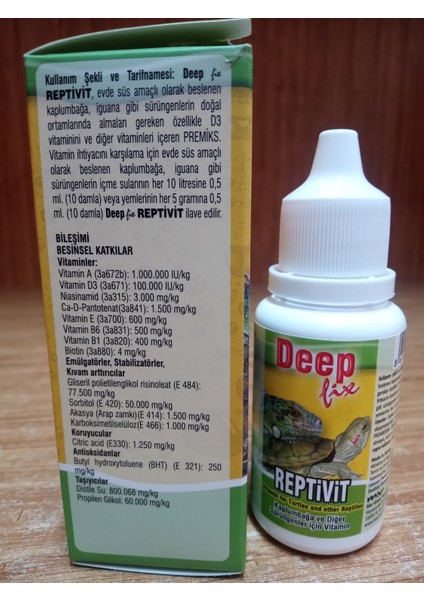 Kullanım Şekli ve Tarifnamesi: Deep fix
REPTİVİT, evde süs amaçlı olarak beslenen
kaplumbağa, iguana gibi sürüngenlerin doğal
ortamlarında almaları gereken özellikle D3
vitaminini ve diğer vitaminleri içeren PREMİKS.
Vitamin ihtiyacını karşılama için evde süs amaçlı
olarak beslenen kaplumbağa, iguana gibi
sürüngenlerin içme sularının her 10 litresine 0,5
ml. (10 damla) veya yemlerinin her 5 gramına 0,5
ml. (10 damla) Deep fix REPTİVİT ilave edilir.
BİLEŞİMİ
BESİNSEL KATKILAR
Vitaminler:
Vitamin A (3a672b): 1.000.000 IU/kg
Vitamin D3 (3a671): 100.000 IU/kg
Niasinamid (3a315): 3.000 mg/kg
Ca-D-Pantotenat(3a841): 1.500 mg/kg
Vitamin E (3a700): 600 mg/kg
Vitamin B6 (3a831): 500 mg/kg
Vitamin B1 (3a820): 400 mg/kg
Biotin (3a880): 4 mg/kg
Emülgatörler, Stabilizatörler,
Kıvam arttırıcılar
Gliseril polietilenglikol risinoleat (E 484):
77.500 mg/kg
Sorbitol (E 420): 50.000 mg/kg
Akasya (Arap zamkı)(E 414): 1.500 mg/kg
Karboksimetilselüloz(E 466): 1.000 mg/kg
Koruyucular
Citric acid (E330): 1.250 mg/kg
Antioksidanlar
Butyl hydroxytoluene (BHT) (E 321): 250
mg/kg
Taşıyıcılar
Distile Su: 800.068 mg/kg
Propilen Glikol: 60.000 mg/kg
Deep
fix
REPTİVİT
for Turtles and other Reptiles
Kaplumbağa ve Diğer
Sürüngenler İçin Vitamin